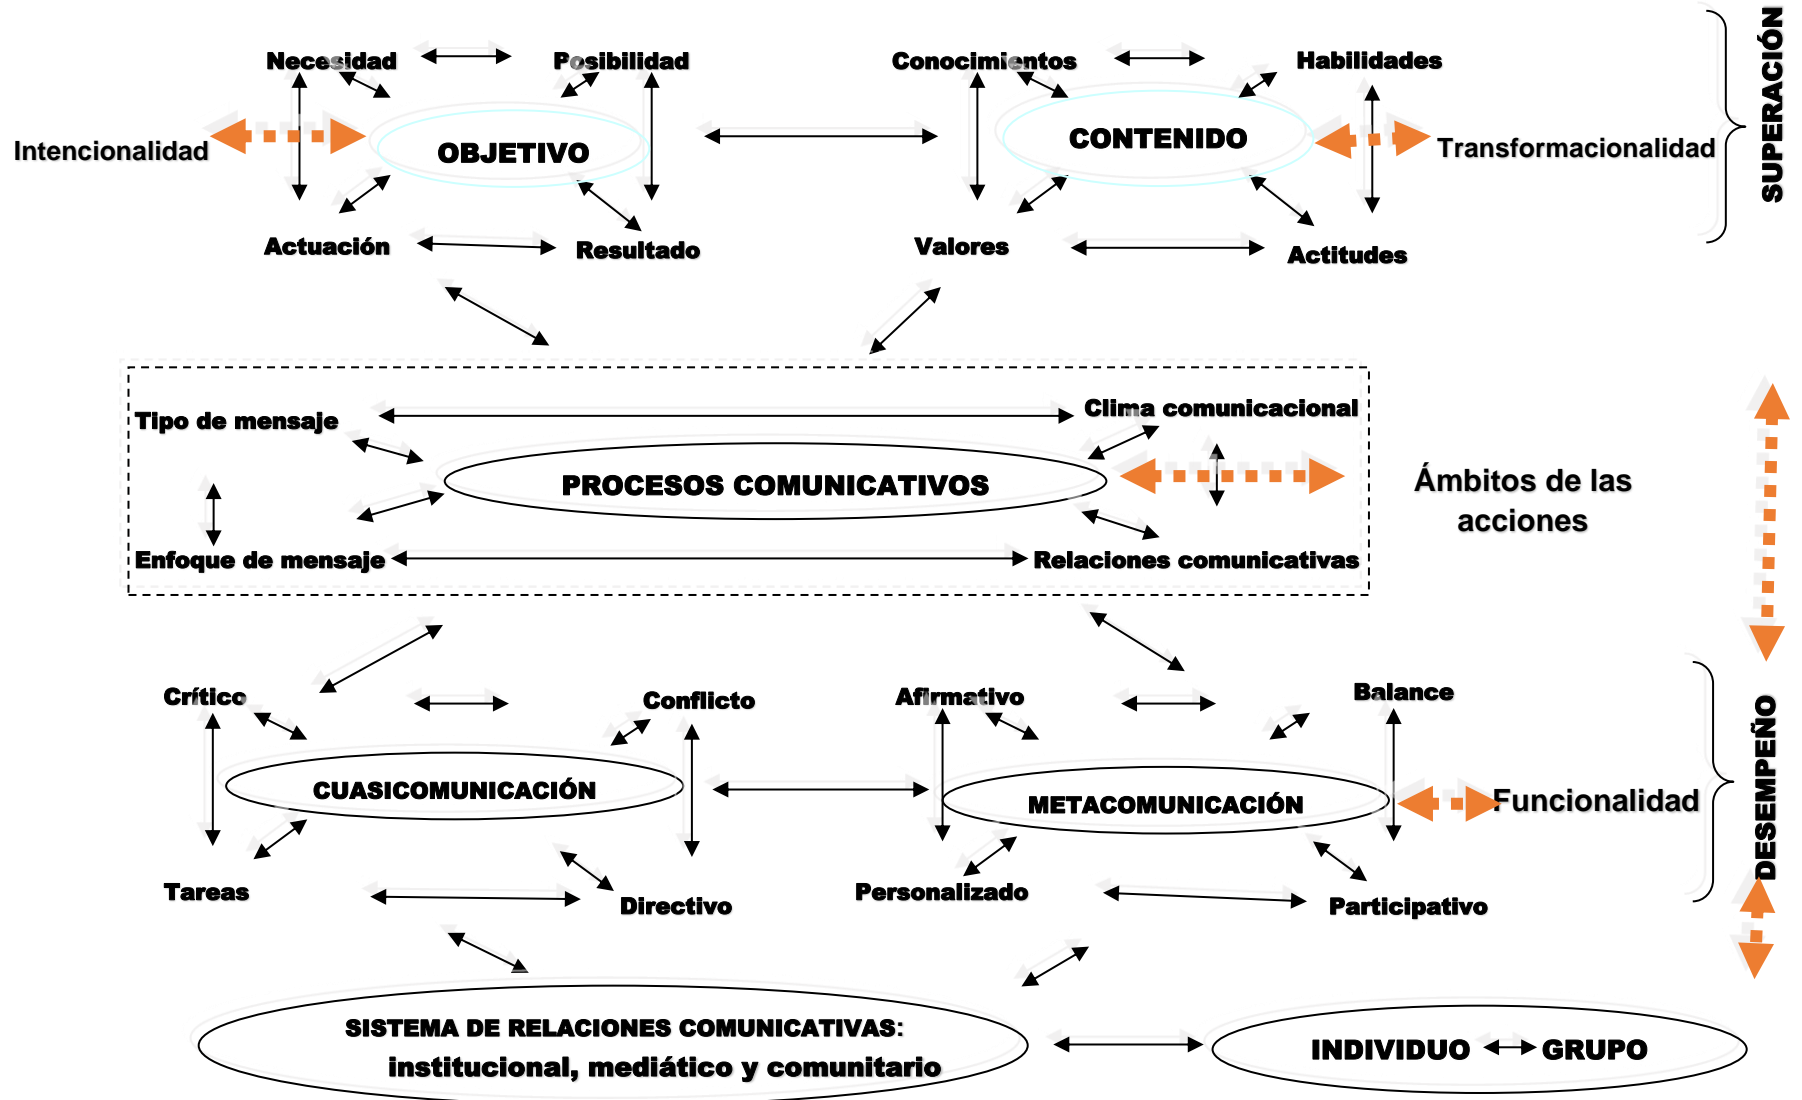 Necesidad
Posibilidad
Conocimientos
Habilidades
SUPERACIÓN
Intencionalidad
OBJETIVO
CONTENIDO
Transformacionalidad
Actuación
Resultado
Valores
Actitudes
Tipo de mensaje
Clima comunicacional
PROCESOS COMUNICATIVOS
Ámbitos de las
acciones
Enfoque de mensaje
Relaciones comunicativas
Crítico
Conflicto
Afirmativo
Balance
CUASICOMUNICACIÓN
METACOMUNICACIÓN
Funcionalidad
DESEMPEÑO
Tareas
Directivo
Personalizado
Participativo
SISTEMA DE RELACIONES COMUNICATIVAS:
institucional, mediático y comunitario
INDIVIDUO GRUPO